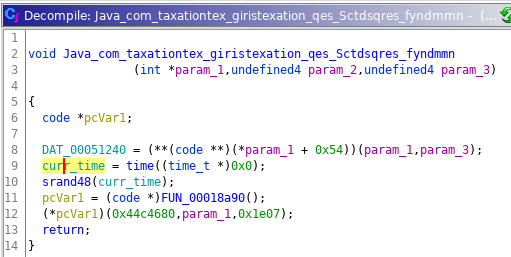 Decompile: Java_com_taxationtex_giristexation_qes_Sctdsqres_fyndmmn - (...
1
2 void Java_com_taxationtex_giristexation_qes_Sctdsqres_fyndmmn
3 (int *param_1,undefined4 param_2,undefined4 param_3)
4
5 {
6 code *pcVar1;
7
8 DAT_00051240 = (**(code **)(*param_1 + 0x54))(param_1,param_3);
9 curr_time = time((time_t *)0x0);
10 srand48(curr_time);
11 pcVar1 = (code *)FUN_00018a90();
12 (*pcVar1)(0x44c4680,param_1,0x1e07);
13 return;
14 }